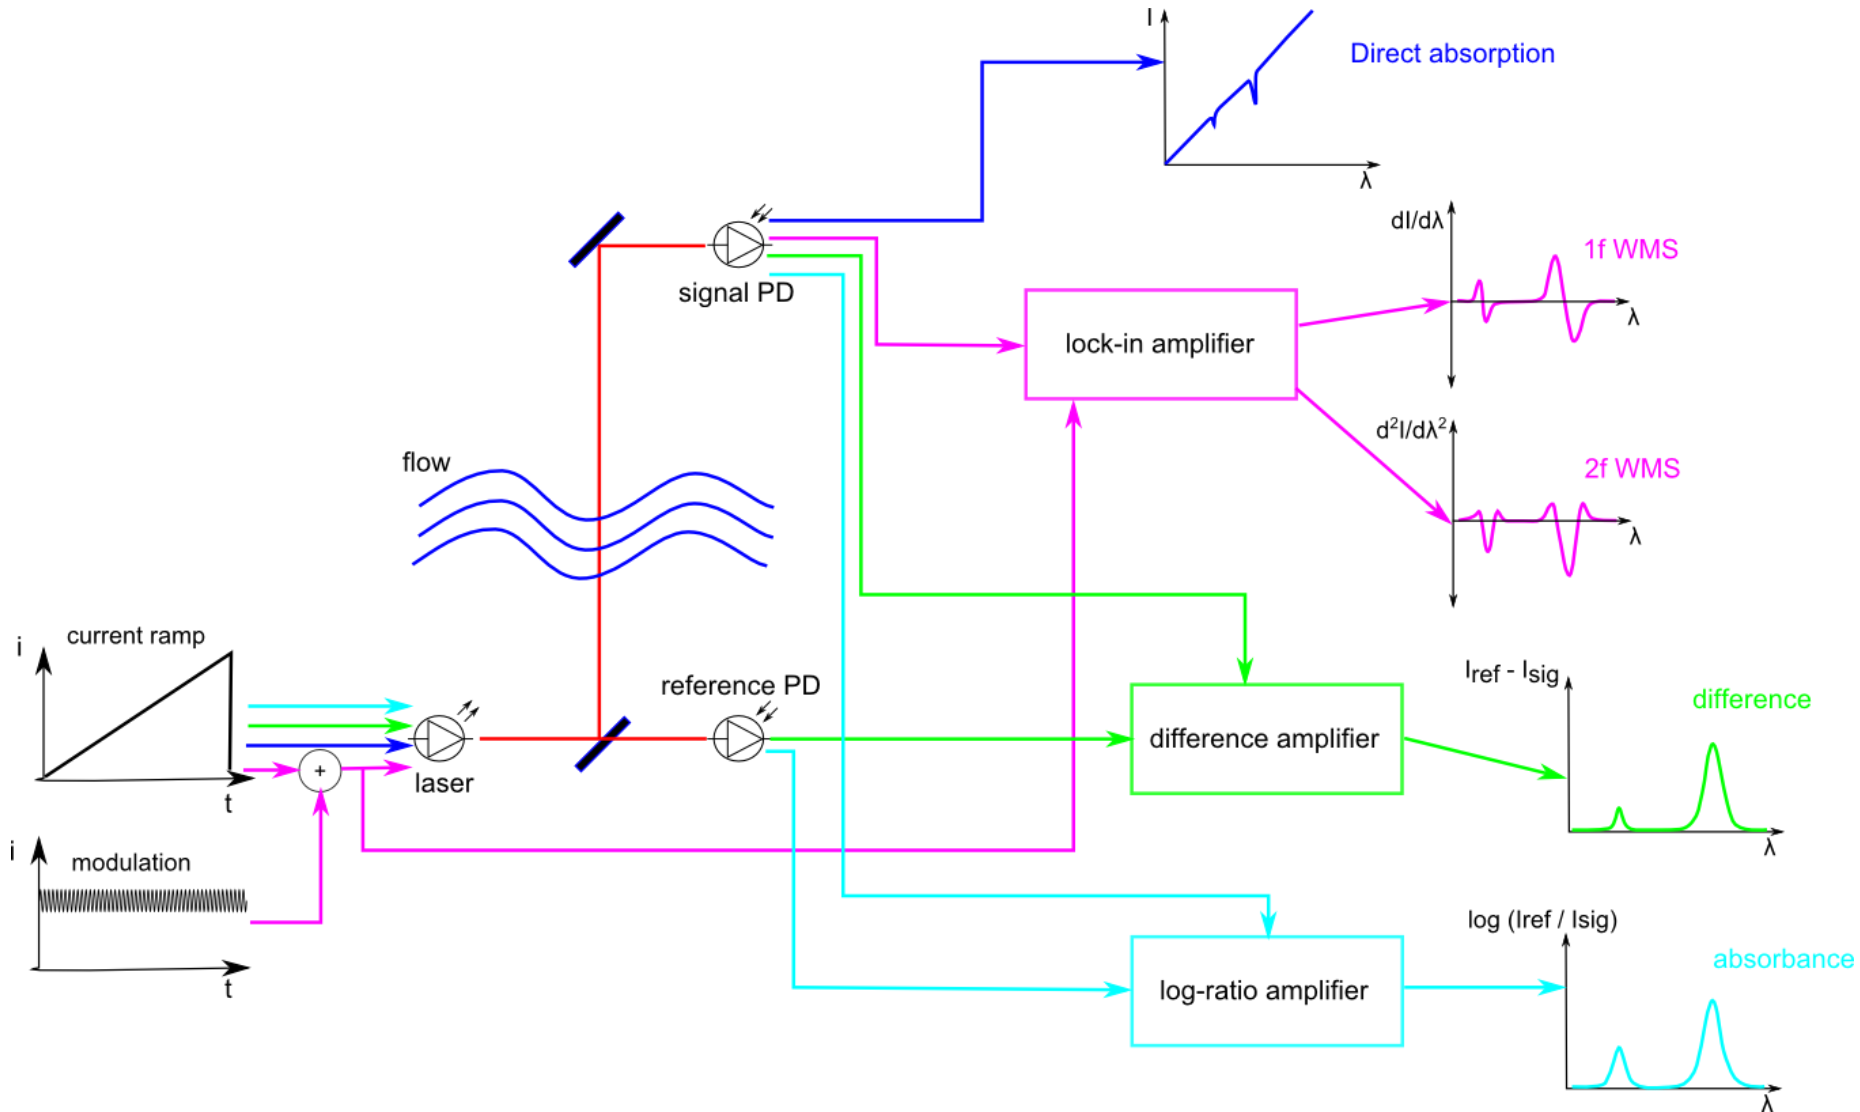 I
Direct absorption
λ
dI/dλ
1f WMS
λ
signal PD
lock-in amplifier
d²I/dλ²
2f WMS
λ
flow
current ramp
i
t
reference PD
laser
+
difference amplifier
Iref - Isig
difference
λ
i
modulation
t
log-ratio amplifier
log (Iref / Isig)
absorbance
λ